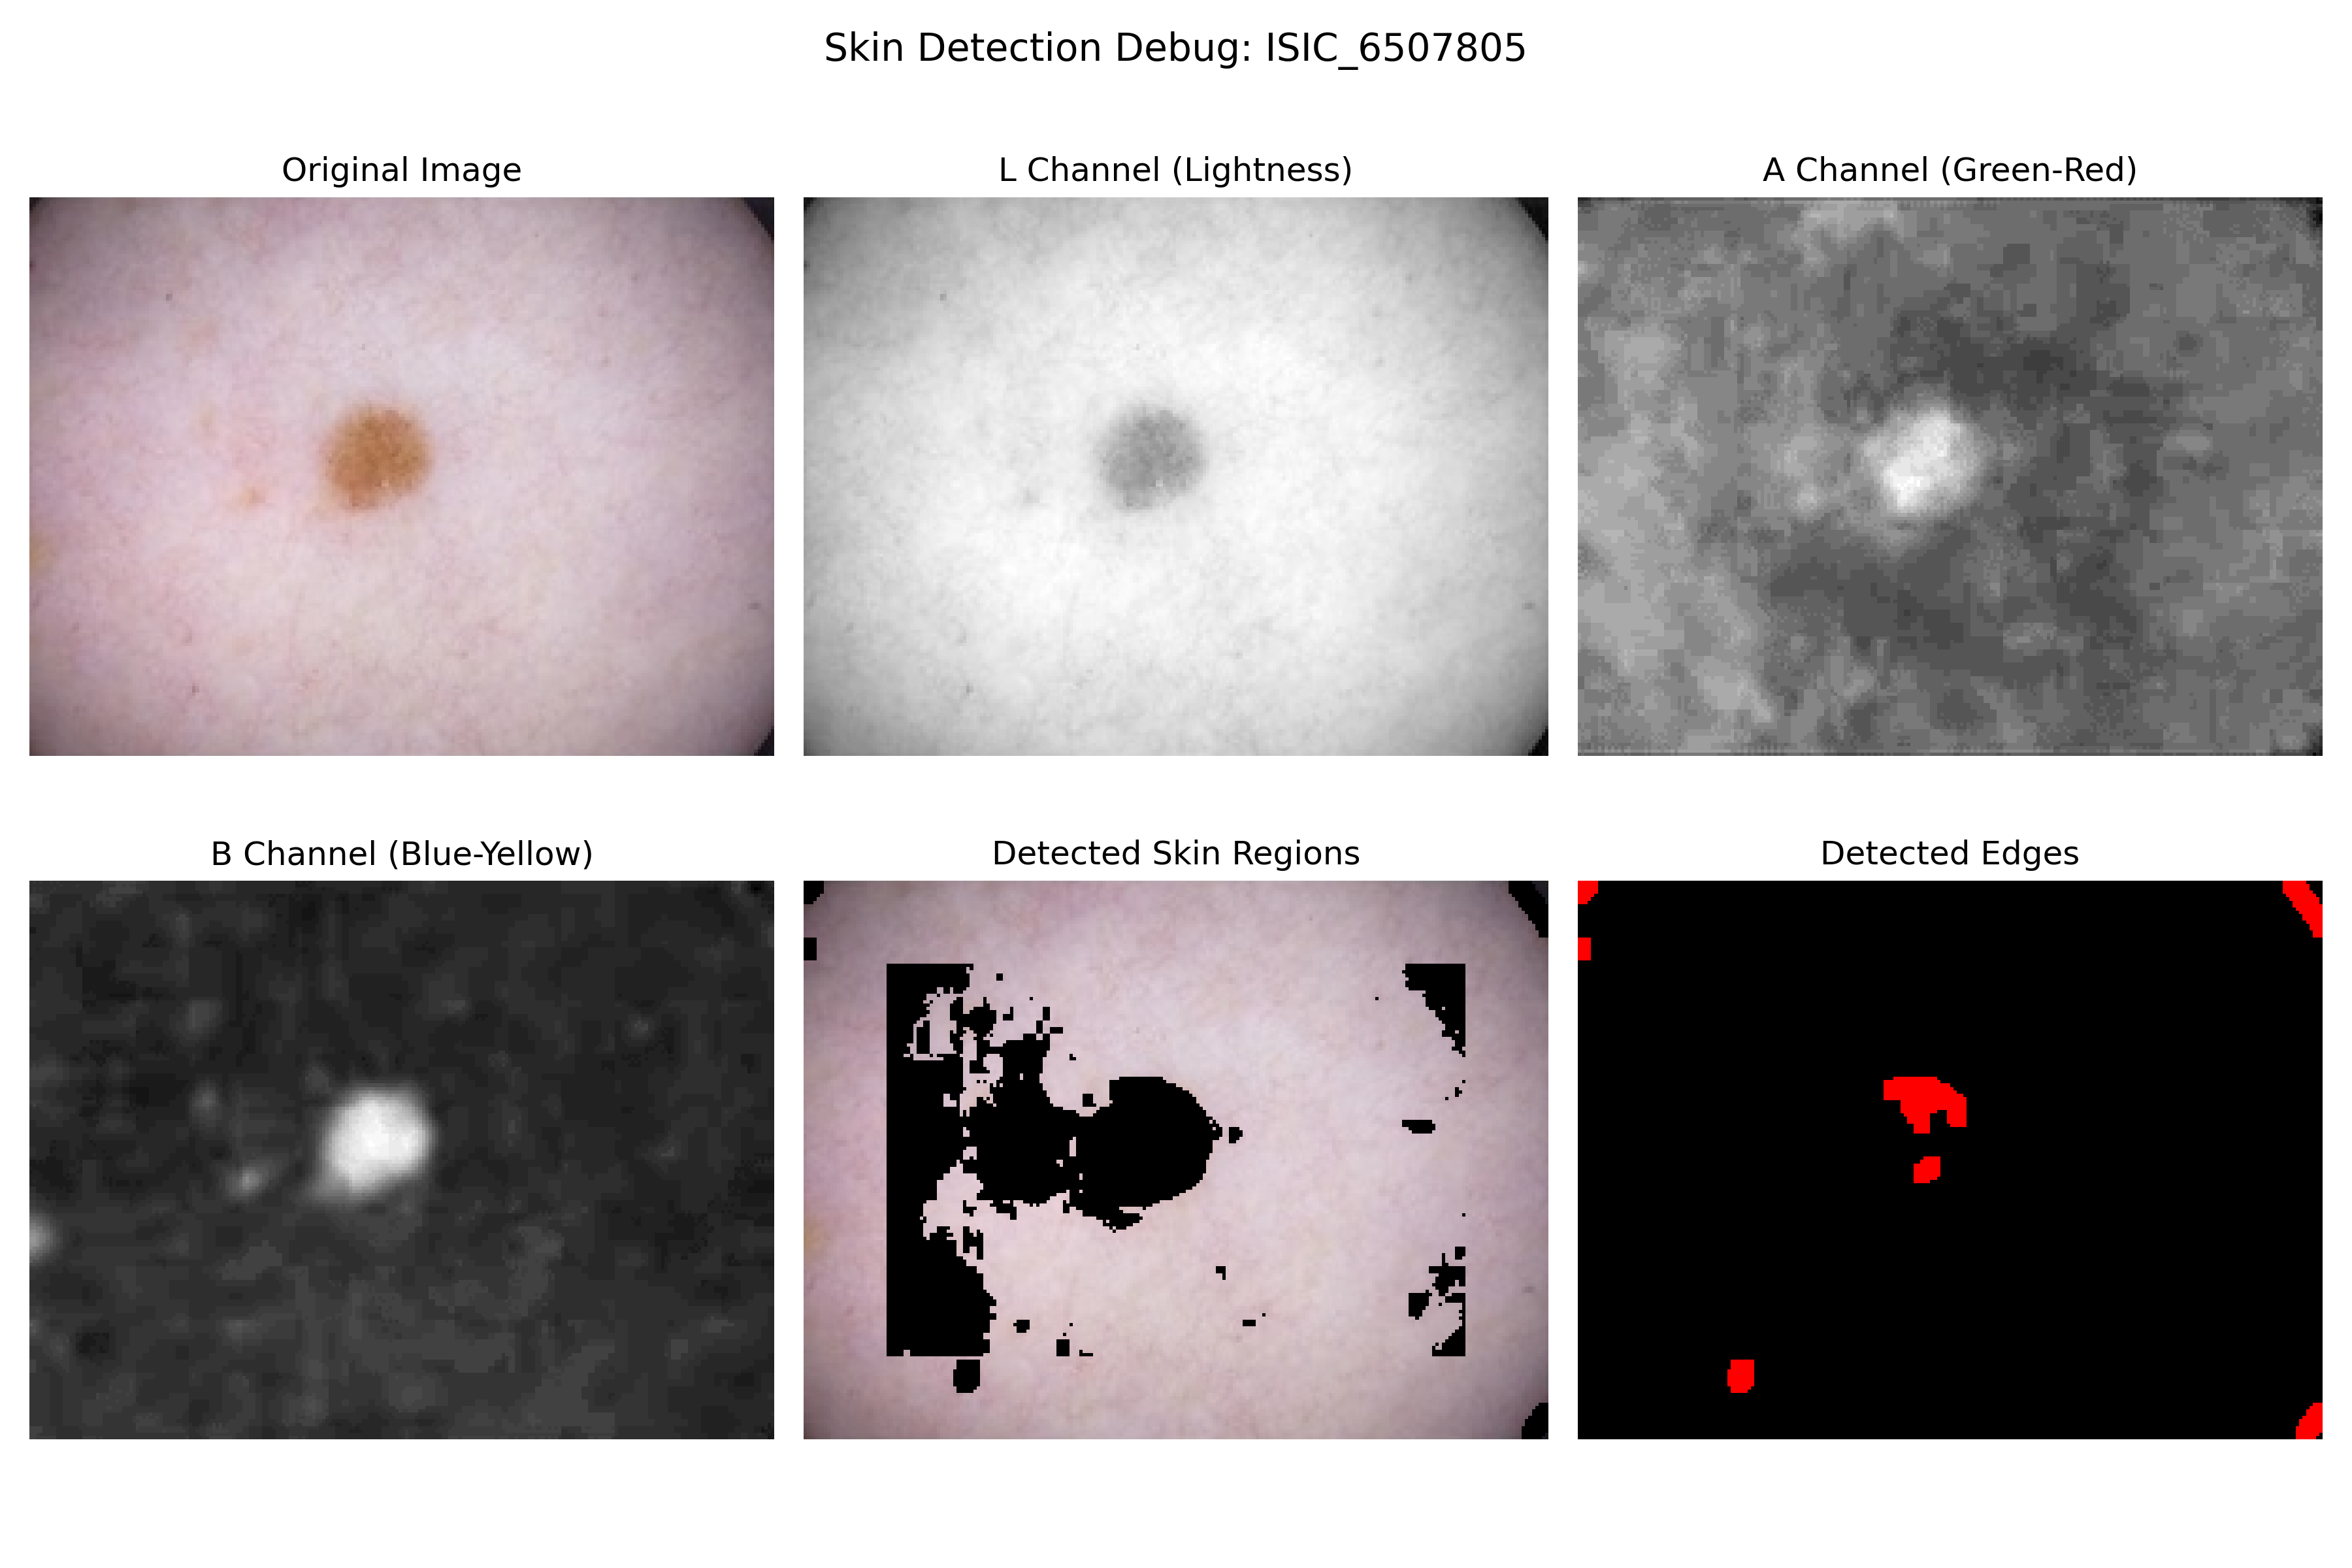 Skin Detection Debug: ISIC_6507805
Original Image
L Channel (Lightness)
A Channel (Green-Red)
B Channel (Blue-Yellow)
Detected Skin Regions
Detected Edges